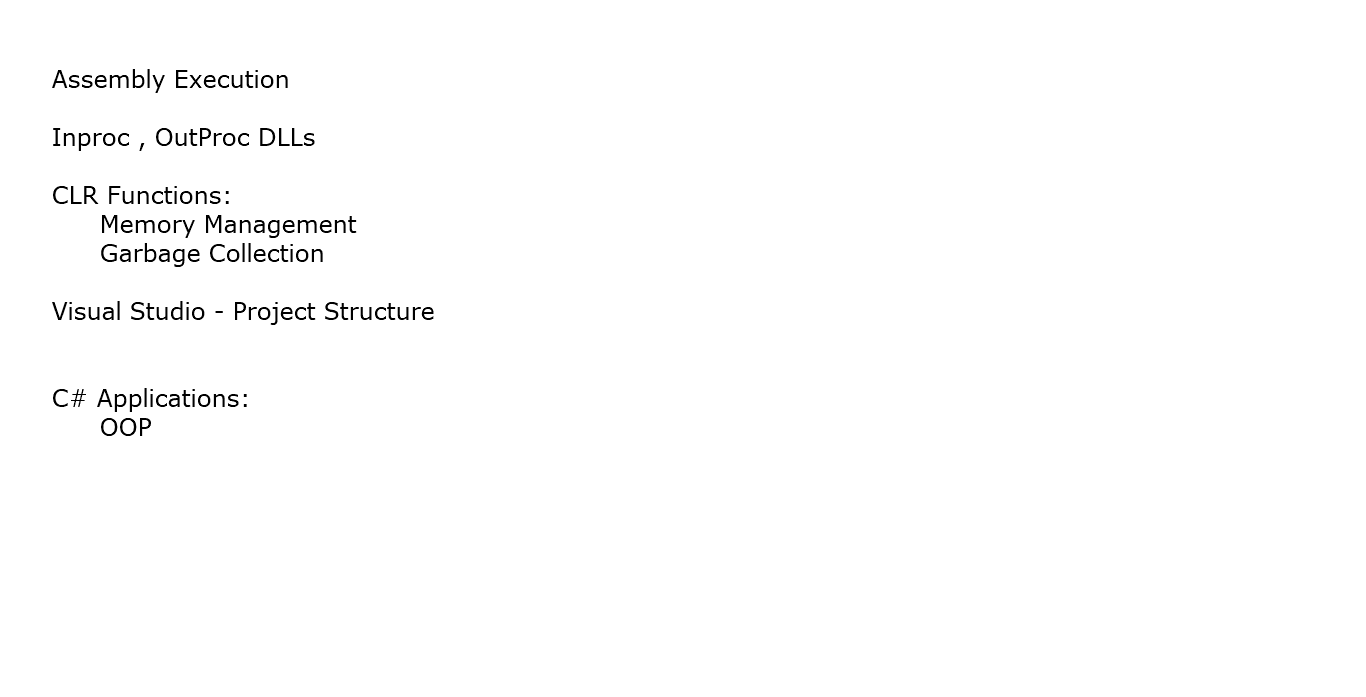 Assembly Execution
Inproc , OutProc DLLs
CLR Functions:
Memory Management
Garbage Collection
Visual Studio - Project Structure
C# Applications:
OOP